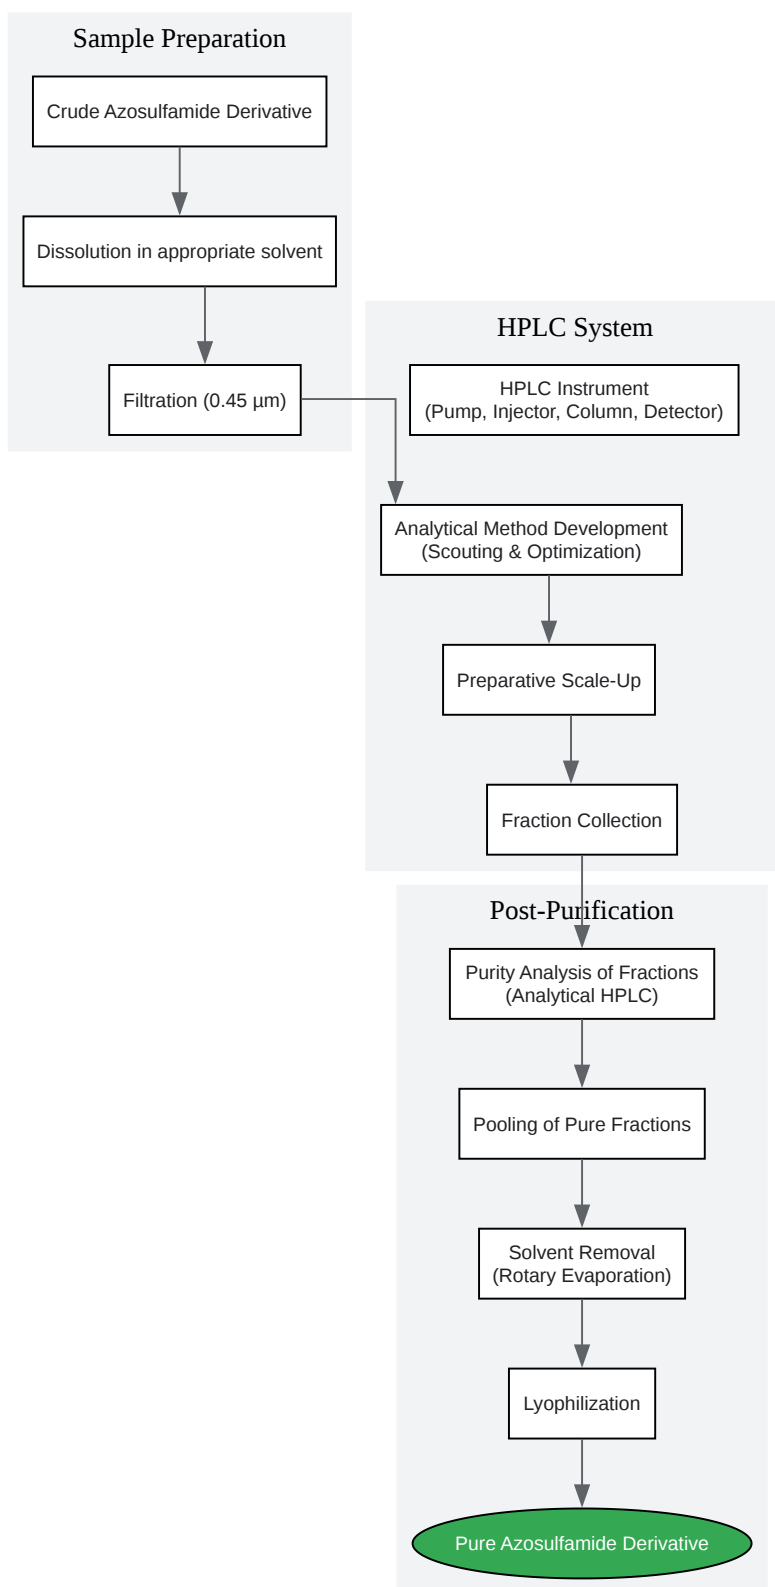 Sample Preparation
Crude Azosulfamide Derivative
Dissolution in appropriate solvent
Filtration (0.45 µm)
HPLC System
HPLC Instrument
(Pump, Injector, Column, Detector)
Analytical Method Development
(Scouting & Optimization)
Preparative Scale-Up
Fraction Collection
Post-Purification
Purity Analysis of Fractions
(Analytical HPLC)
Pooling of Pure Fractions
Solvent Removal
(Rotary Evaporation)
Lyophilization
Pure Azosulfamide Derivative